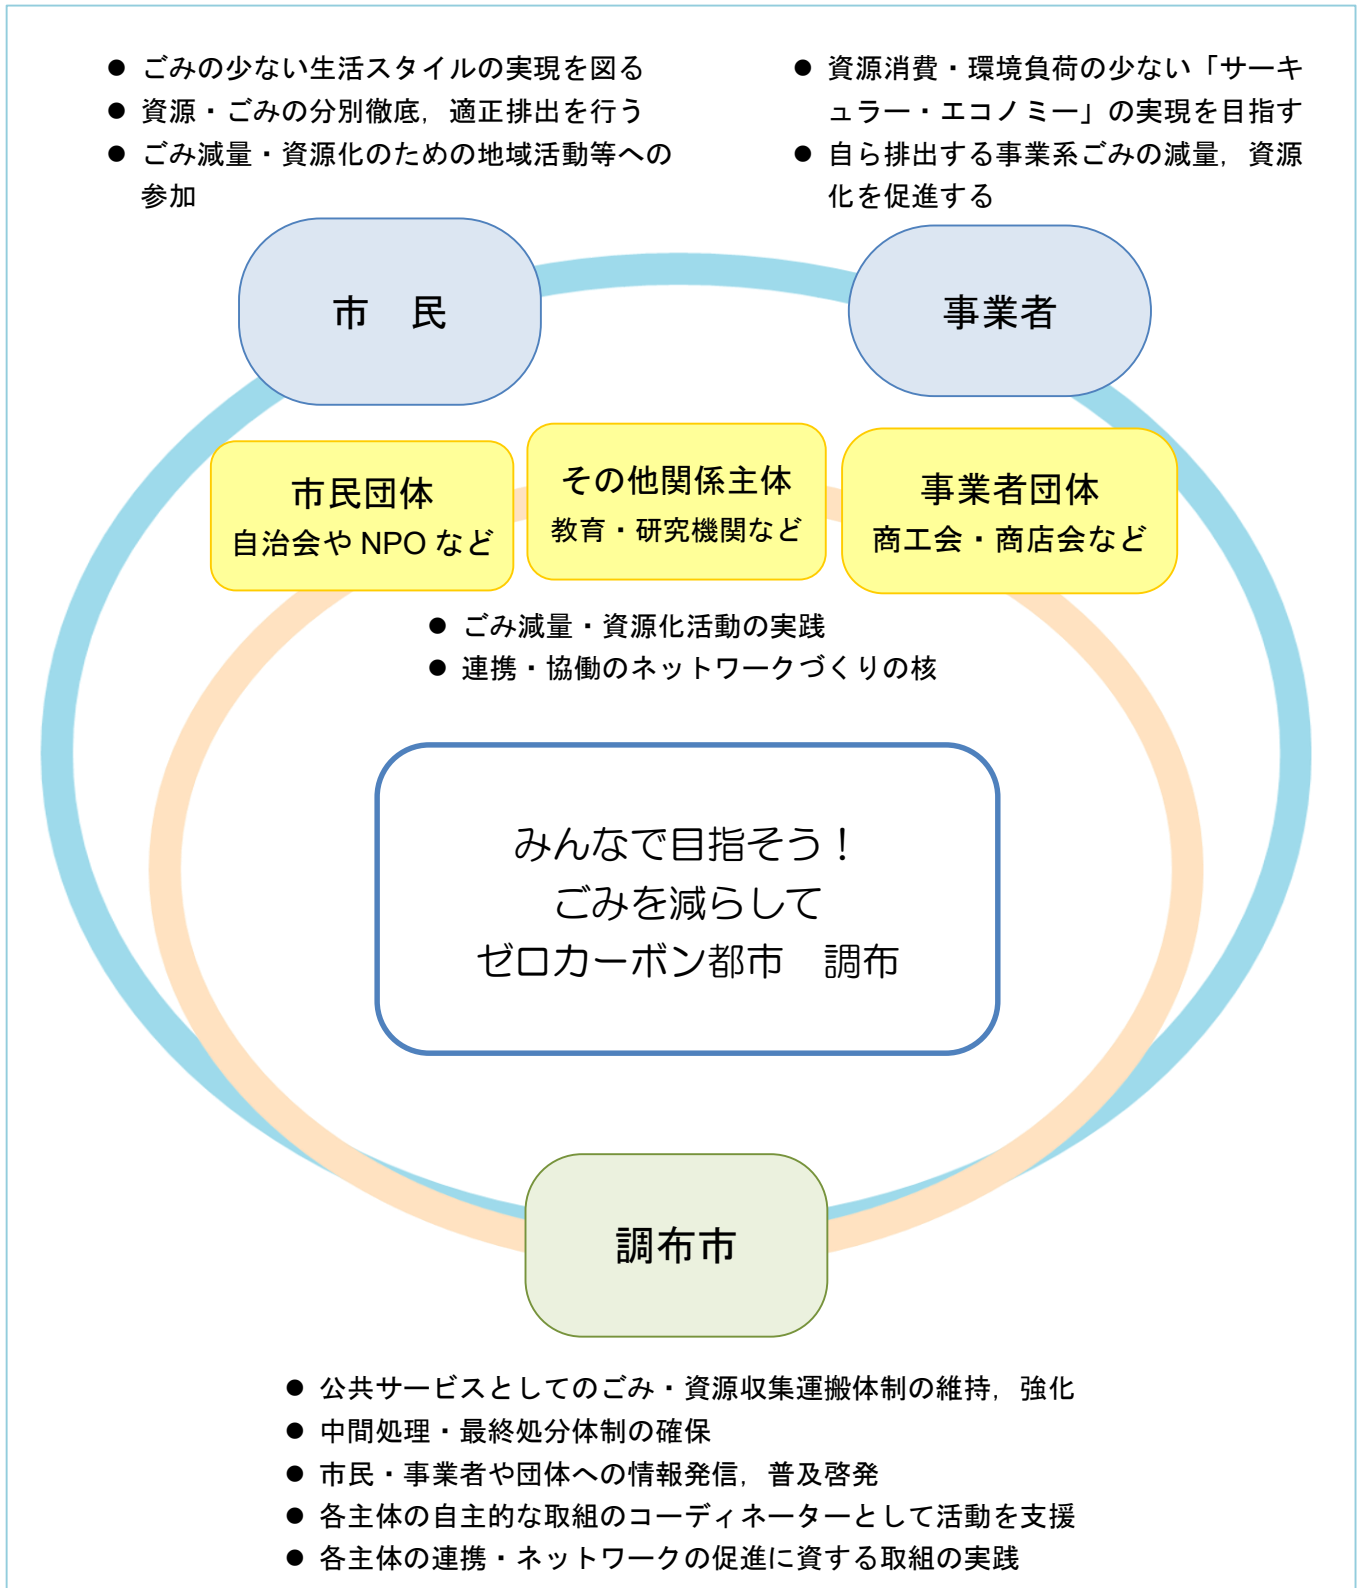 ● ごみの少ない生活スタイルの実現を図る
● 資源・ごみの分別徹底，適正排出を行う
● ごみ減量・資源化のための地域活動等への
参加
● 資源消費・環境負荷の少ない「サーキ
ュラー・エコノミー」の実現を目指す
● 自ら排出する事業系ごみの減量，資源
化を促進する
市　民
事業者
市民団体
自治会や NPO など
その他関係主体
教育・研究機関など
事業者団体
商工会・商店会など
● ごみ減量・資源化活動の実践
● 連携・協働のネットワークづくりの核
みんなで目指そう！
ごみを減らして
ゼロカーボン都市　調布
調布市
● 公共サービスとしてのごみ・資源収集運搬体制の維持，強化
● 中間処理・最終処分体制の確保
● 市民・事業者や団体への情報発信，普及啓発
● 各主体の自主的な取組のコーディネーターとして活動を支援
● 各主体の連携・ネットワークの促進に資する取組の実践